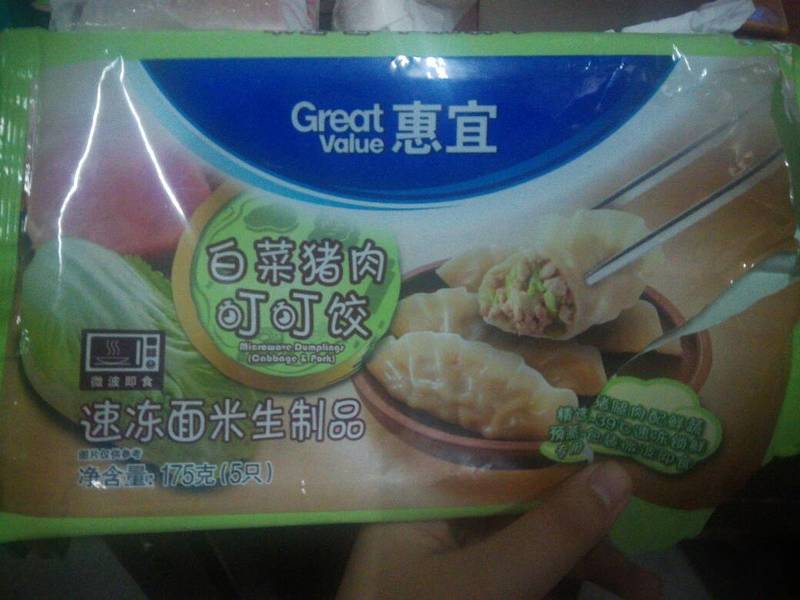 Great
Value
惠宜
白菜猪肉
叮叮饺
Microwave Dumplings
(Cabbage & Pork)
微波即食
速冻面米生制品
图片仅供参考
净含量: 175克(5只)